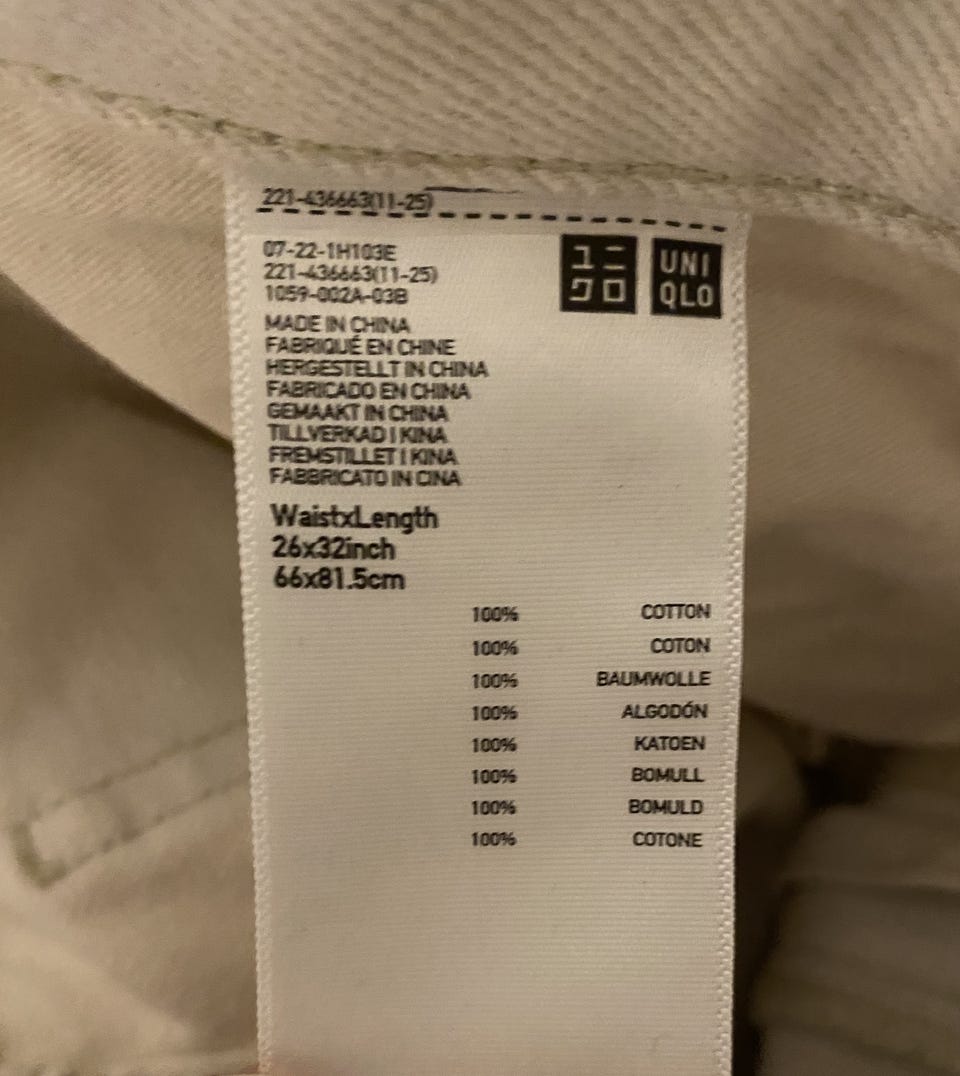 221-436663(11-25)
07-22-1H103E
221-436663(11-25)
1059-002A-03B
ユニ
クロ
UNI
QLO
MADE IN CHINA
FABRIQUÉ EN CHINE
HERGESTELLT IN CHINA
FABRICADO EN CHINA
GEMAAKT IN CHINA
TILLVERKAD I KINA
FREMSTILLET I KINA
FABBRICATO IN CINA
WaistxLength
26x32inch
66x81.5cm
100% COTTON
100% COTON
100% BAUMWOLLE
100% ALGODÓN
100% KATOEN
100% BOMULL
100% BOMULD
100% COTONE